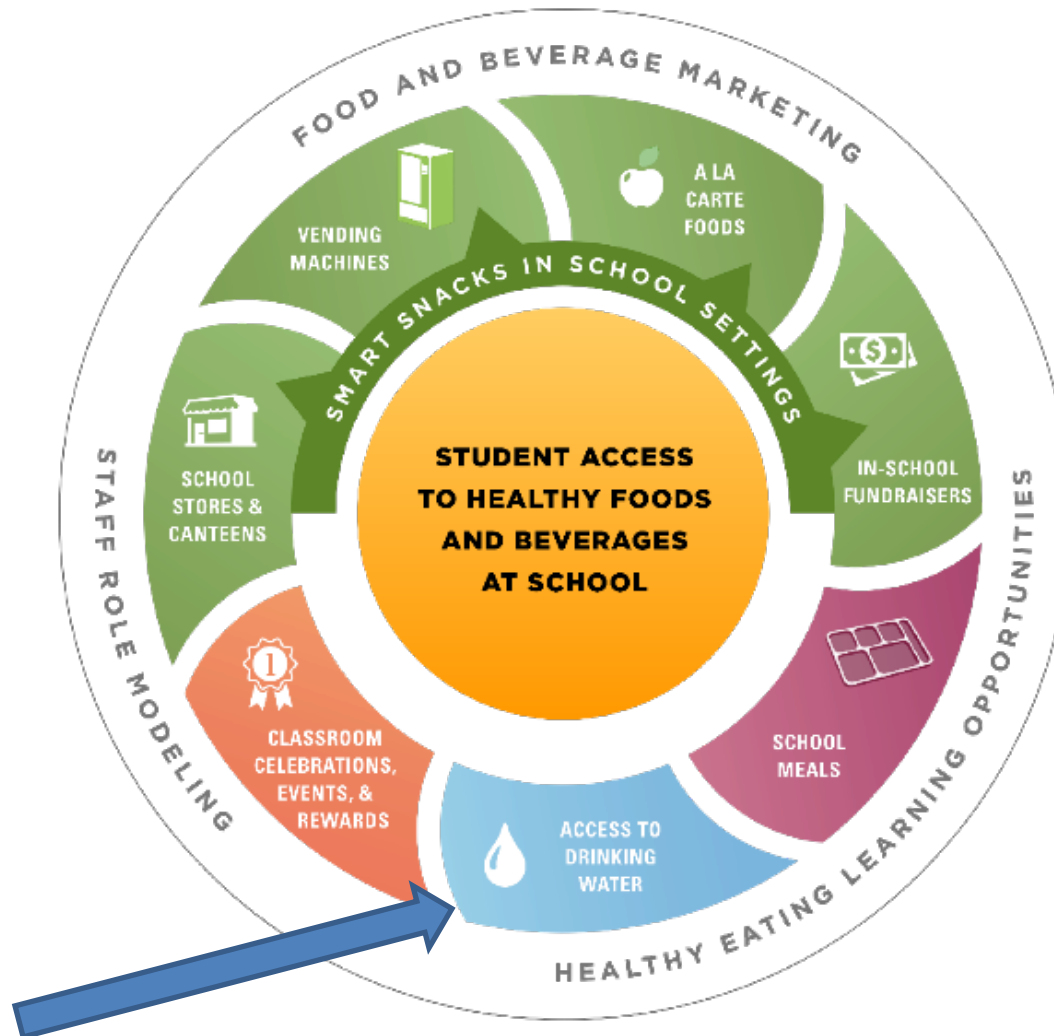 FOOD AND BEVERAGE MARKETING
A LA
CARTE
FOODS
VENDING
MACHINES
SMART SNACKS IN SCHOOL SETTINGS
IN-SCHOOL
FUNDRAISERS
SCHOOL
STORES &
CANTEENS
STUDENT ACCESS
TO HEALTHY FOODS
AND BEVERAGES
AT SCHOOL
STAFF ROLE MODELING
HEALTHY EATING LEARNING OPPORTUNITIES
1
CLASSROOM
CELEBRATIONS,
EVENTS, &
REWARDS
SCHOOL
MEALS
ACCESS TO
DRINKING
WATER
$